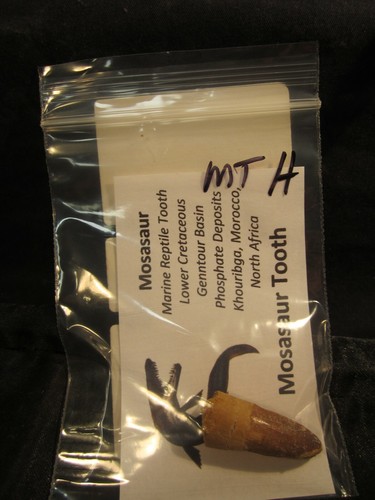 MT H
Mosasaur
Marine Reptile Tooth
Lower Cretaceous
Genntour Basin
Phosphate Deposits
Khouribga, Morocco,
North Africa
Mosasaur Tooth